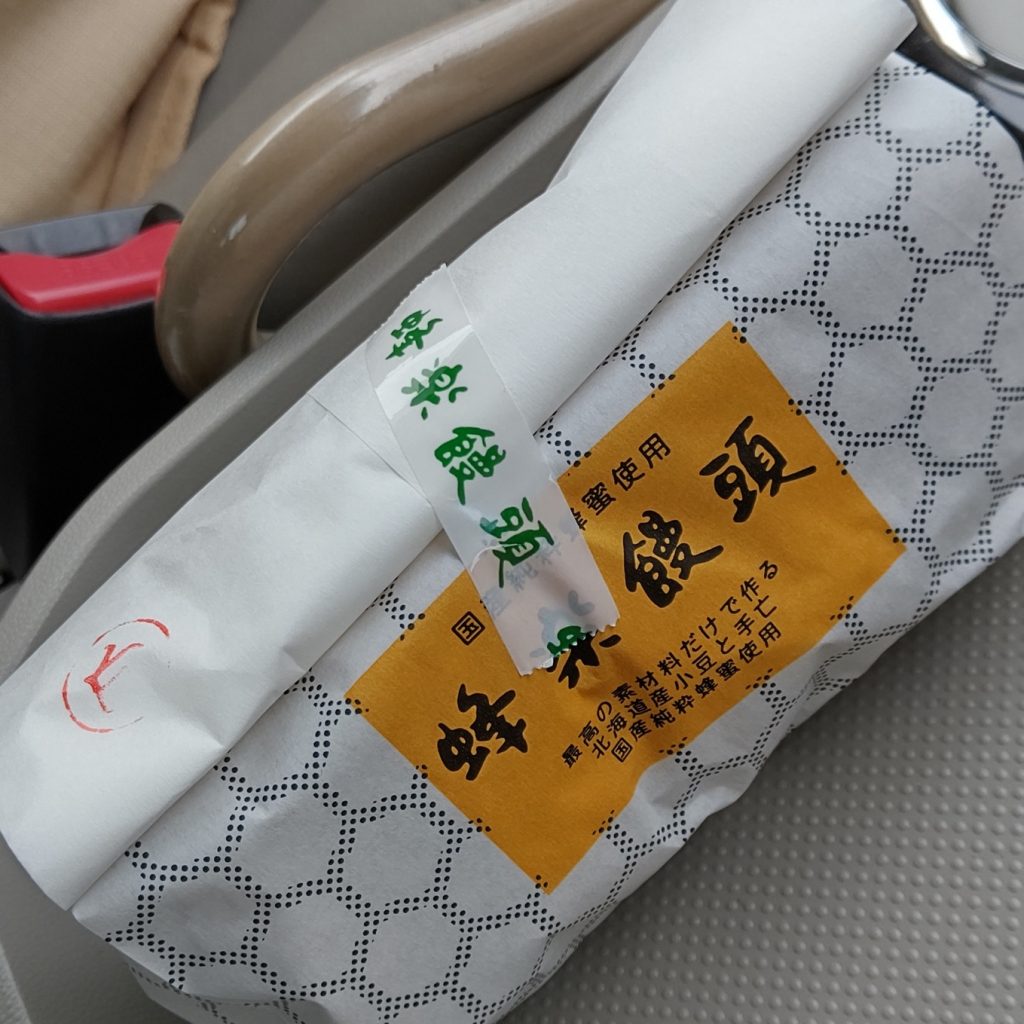 蜂楽饅頭
国産純粋蜂蜜使用
蜂楽饅頭
最高の素材料だけで作る
北海道産小豆と手亡
国産純粋蜂蜜使用